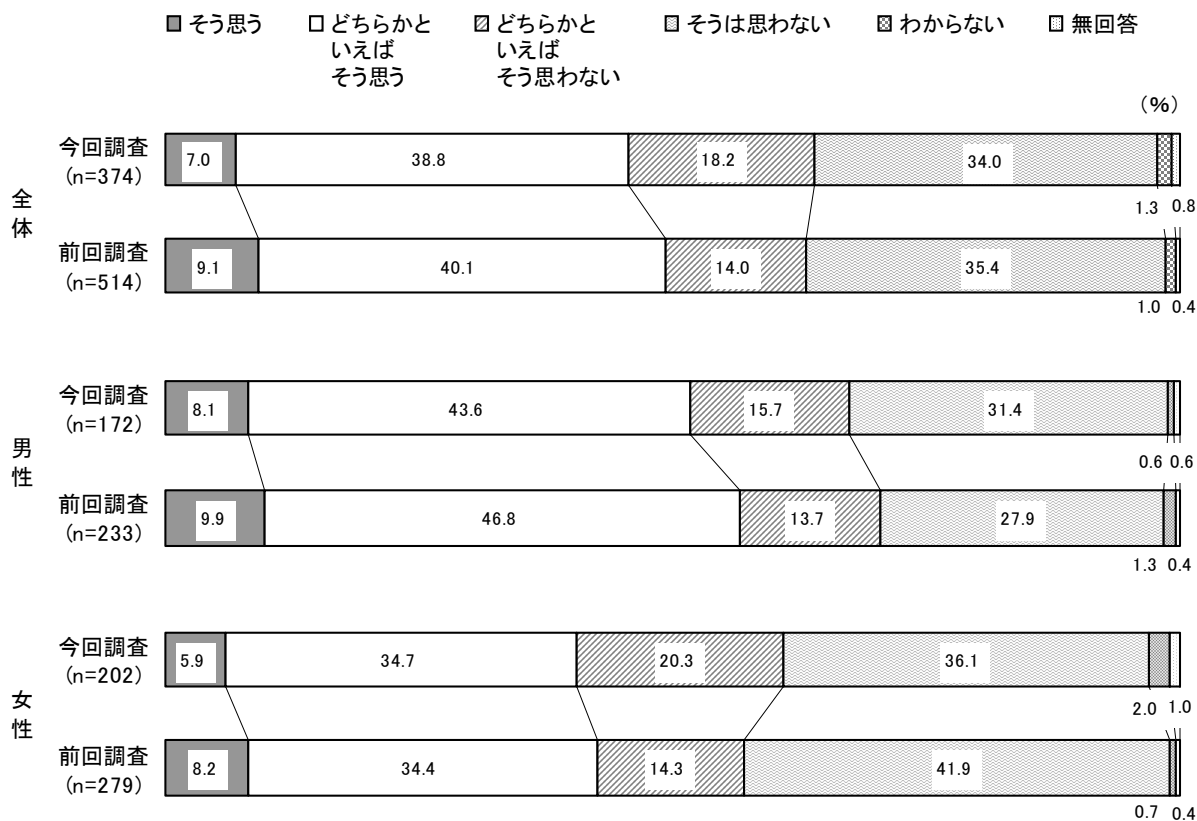 そう思う
どちらかと
いえば
そう思う
どちらかと
いえば
そう思わない
そうは思わない
わからない
無回答
(%)
全体
今回調査
(n=374)
7.0 38.8 18.2 34.0
1.3 0.8
前回調査
(n=514)
9.1 40.1 14.0 35.4
1.0 0.4
男性
今回調査
(n=172)
8.1 43.6 15.7 31.4
0.6 0.6
前回調査
(n=233)
9.9 46.8 13.7 27.9
1.3 0.4
女性
今回調査
(n=202)
5.9 34.7 20.3 36.1
2.0 1.0
前回調査
(n=279)
8.2 34.4 14.3 41.9
0.7 0.4